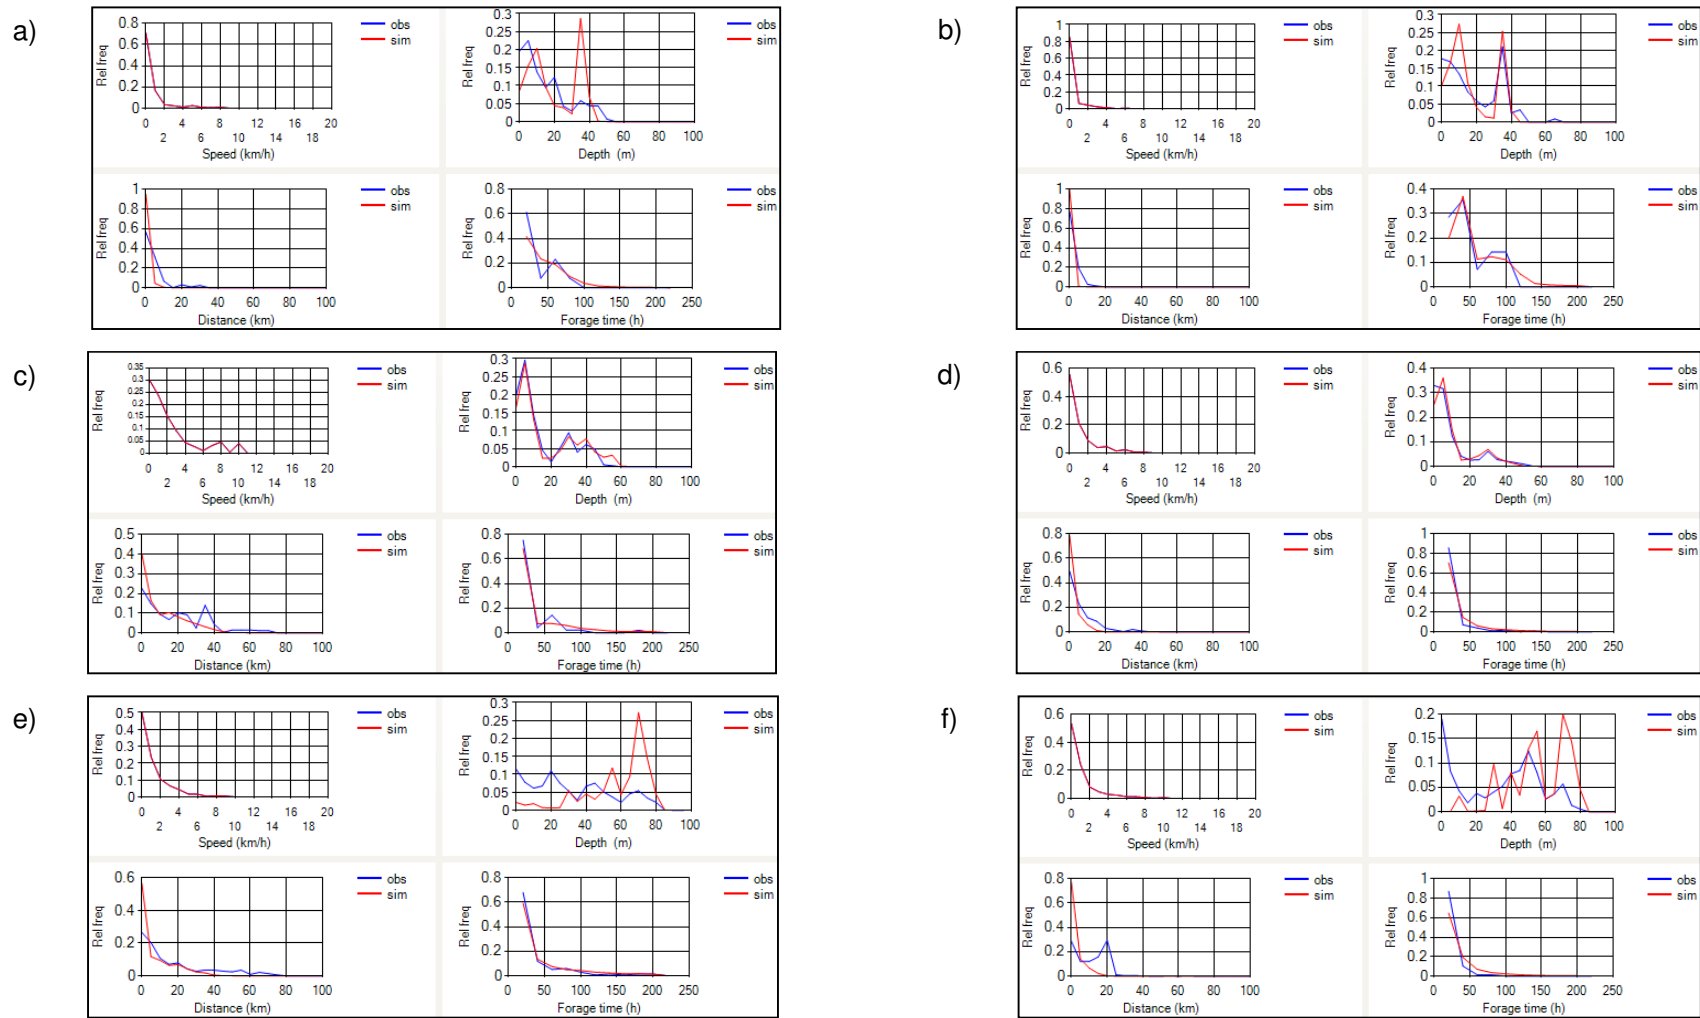 a)
Rel freq
0.8
0.6
0.4
0.2
0
0 4 8 12 16 20
2 6 10 14 18
Speed (km/h)
obs
sim
Rel freq
0.3
0.25
0.2
0.15
0.1
0.05
0
0 20 40 60 80 100
Depth (m)
obs
sim
Rel freq
1
0.8
0.6
0.4
0.2
0
0 20 40 60 80 100
Distance (km)
obs
sim
Rel freq
0.8
0.6
0.4
0.2
0
0 50 100 150 200 250
Forage time (h)
obs
sim
b)
Rel freq
1
0.8
0.6
0.4
0.2
0
0 4 8 12 16 20
2 6 10 14 18
Speed (km/h)
obs
sim
Rel freq
0.3
0.25
0.2
0.15
0.1
0.05
0
0 20 40 60 80 100
Depth (m)
obs
sim
Rel freq
1
0.8
0.6
0.4
0.2
0
0 20 40 60 80 100
Distance (km)
obs
sim
Rel freq
0.4
0.3
0.2
0.1
0
0 50 100 150 200 250
Forage time (h)
obs
sim
c)
Rel freq
0.35
0.3
0.25
0.2
0.15
0.1
0.05
0
0 4 8 12 16 20
2 6 10 14 18
Speed (km/h)
obs
sim
Rel freq
0.3
0.25
0.2
0.15
0.1
0.05
0
0 20 40 60 80 100
Depth (m)
obs
sim
Rel freq
0.5
0.4
0.3
0.2
0.1
0
0 20 40 60 80 100
Distance (km)
obs
sim
Rel freq
0.8
0.6
0.4
0.2
0
0 50 100 150 200 250
Forage time (h)
obs
sim
d)
Rel freq
0.6
0.4
0.2
0
0 4 8 12 16 20
2 6 10 14 18
Speed (km/h)
obs
sim
Rel freq
0.4
0.3
0.2
0.1
0
0 20 40 60 80 100
Depth (m)
obs
sim
Rel freq
0.8
0.6
0.4
0.2
0
0 20 40 60 80 100
Distance (km)
obs
sim
Rel freq
1
0.8
0.6
0.4
0.2
0
0 50 100 150 200 250
Forage time (h)
obs
sim
e)
Rel freq
0.5
0.4
0.3
0.2
0.1
0
0 4 8 12 16 20
2 6 10 14 18
Speed (km/h)
obs
sim
Rel freq
0.3
0.25
0.2
0.15
0.1
0.05
0
0 20 40 60 80 100
Depth (m)
obs
sim
Rel freq
0.6
0.4
0.2
0
0 20 40 60 80 100
Distance (km)
obs
sim
Rel freq
0.8
0.6
0.4
0.2
0
0 50 100 150 200 250
Forage time (h)
obs
sim
f)
Rel freq
0.6
0.4
0.2
0
0 4 8 12 16 20
2 6 10 14 18
Speed (km/h)
obs
sim
Rel freq
0.2
0.15
0.1
0.05
0
0 20 40 60 80 100
Depth (m)
obs
sim
Rel freq
0.8
0.6
0.4
0.2
0
0 20 40 60 80 100
Distance (km)
obs
sim
Rel freq
1
0.8
0.6
0.4
0.2
0
0 50 100 150 200 250
Forage time (h)
obs
sim